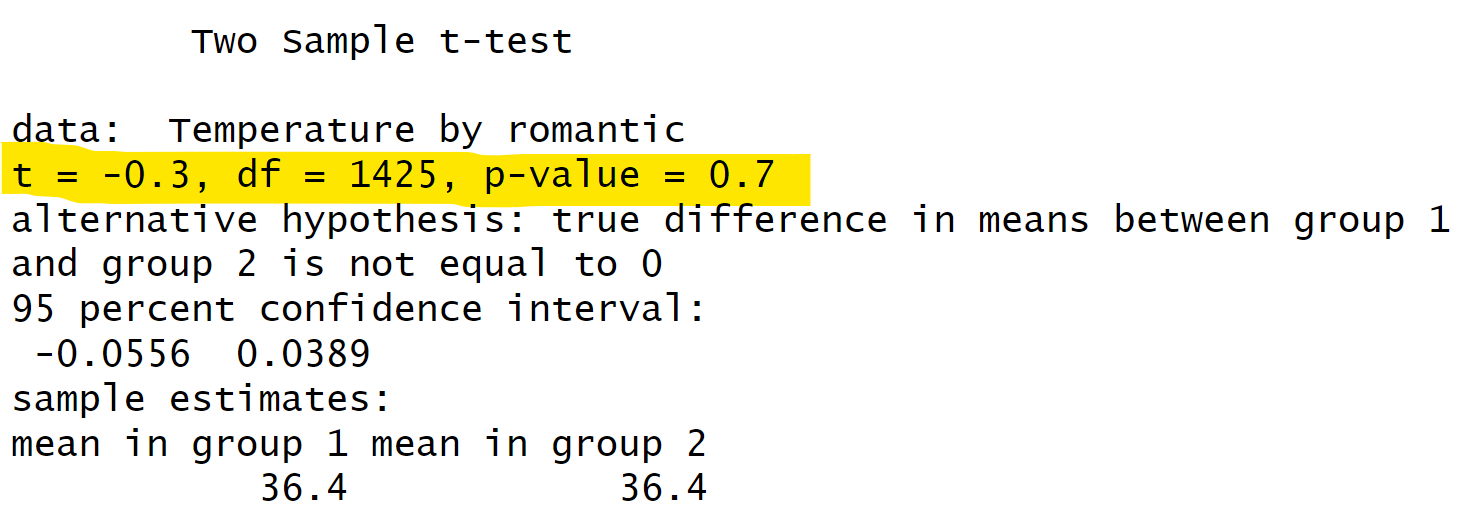 Two Sample t-test
data:  Temperature by romantic
t = -0.3, df = 1425, p-value = 0.7
alternative hypothesis: true difference in means between group 1
and group 2 is not equal to 0
95 percent confidence interval:
-0.0556  0.0389
sample estimates:
mean in group 1 mean in group 2
36.4            36.4